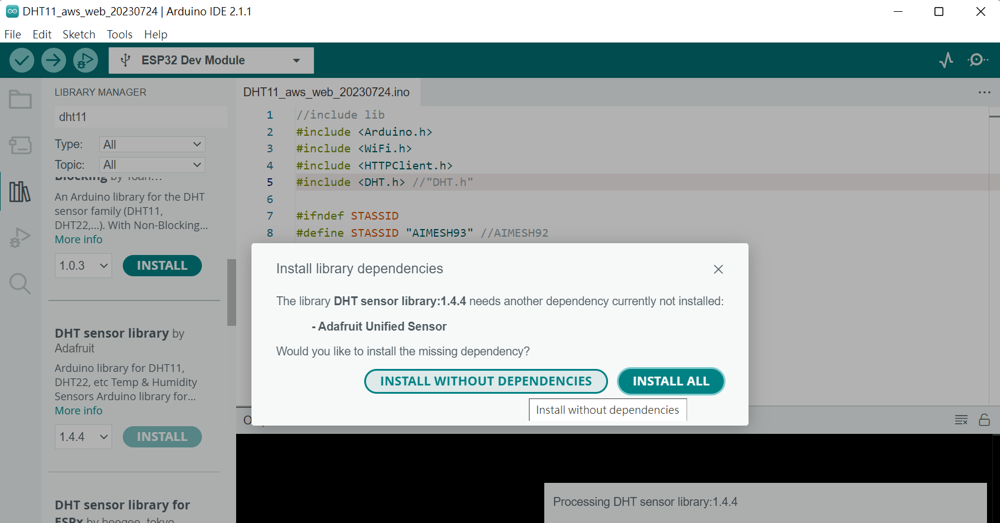 DHT11_aws_web_20230724 | Arduino IDE 2.1.1
File Edit Sketch Tools Help
ESP32 Dev Module
LIBRARY MANAGER
dht11
Type: All
Topic: All
Blocking by
An Arduino library for the DHT
sensor family (DHT11,
DHT22,...). With Non-Blocking...
More info
1.0.3 INSTALL
DHT sensor library by
Adafruit
Arduino library for DHT11,
DHT22, etc Temp & Humidity
Sensors Arduino library for...
More info
1.4.4 INSTALL
DHT sensor library for
ESPx by beegee_tokyo
DHT11_aws_web_20230724.ino
1 //include lib
2 #include <Arduino.h>
3 #include <WiFi.h>
4 #include <HTTPClient.h>
5 #include <DHT.h> //"DHT.h"
6
7 #ifndef STASSID
8 #define STASSID "AIMESH93" //AIMESH92
Install library dependencies
The library DHT sensor library:1.4.4 needs another dependency currently not installed:
- Adafruit Unified Sensor
Would you like to install the missing dependency?
INSTALL WITHOUT DEPENDENCIES INSTALL ALL
Install without dependencies
Processing DHT sensor library:1.4.4